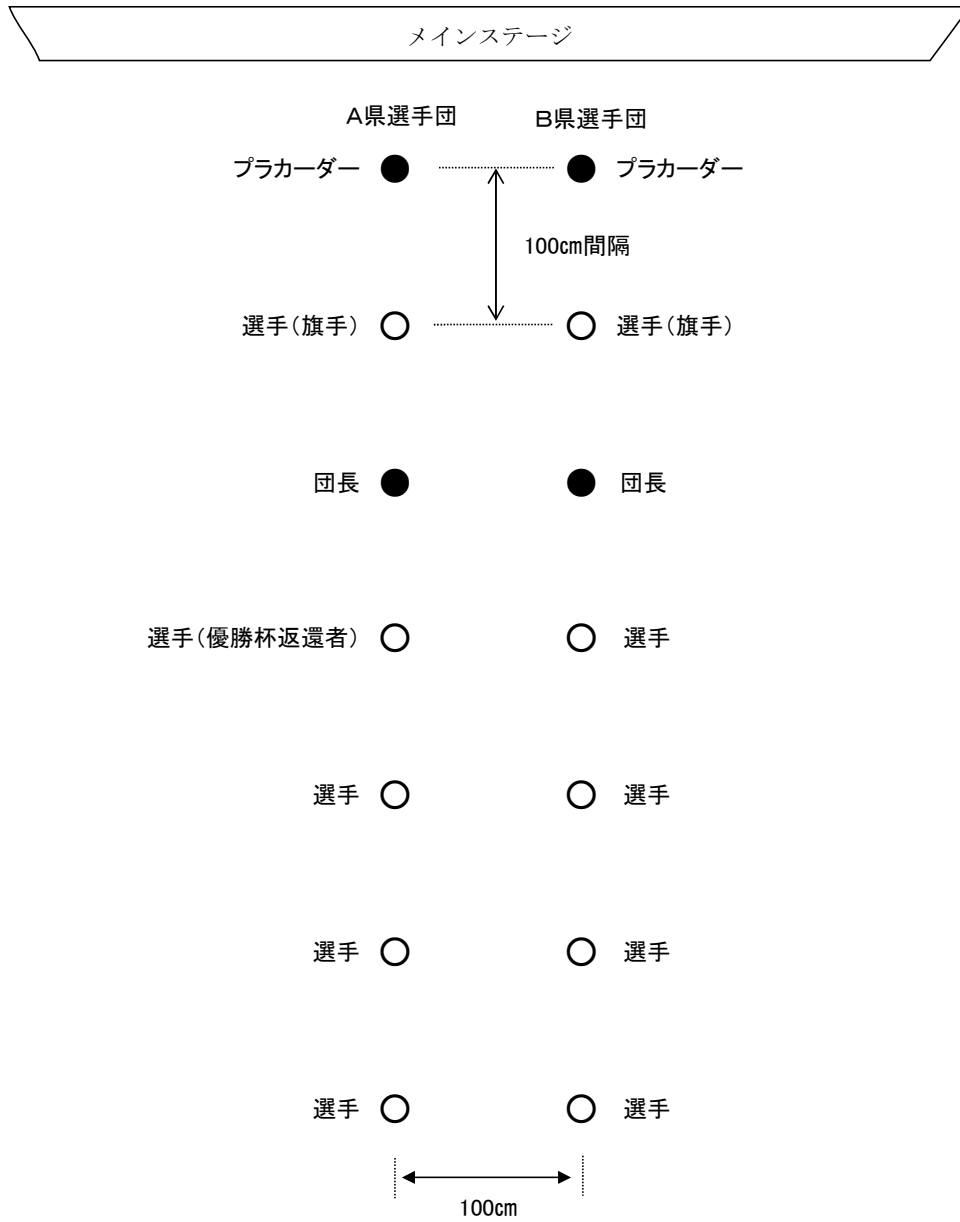 メインステージ
A県選手団 B県選手団
プラカーダー プラカーダー
100㎝間隔
選手(旗手) 選手(旗手)
団長 団長
選手(優勝杯返還者) 選手
選手 選手
選手 選手
選手 選手
100㎝